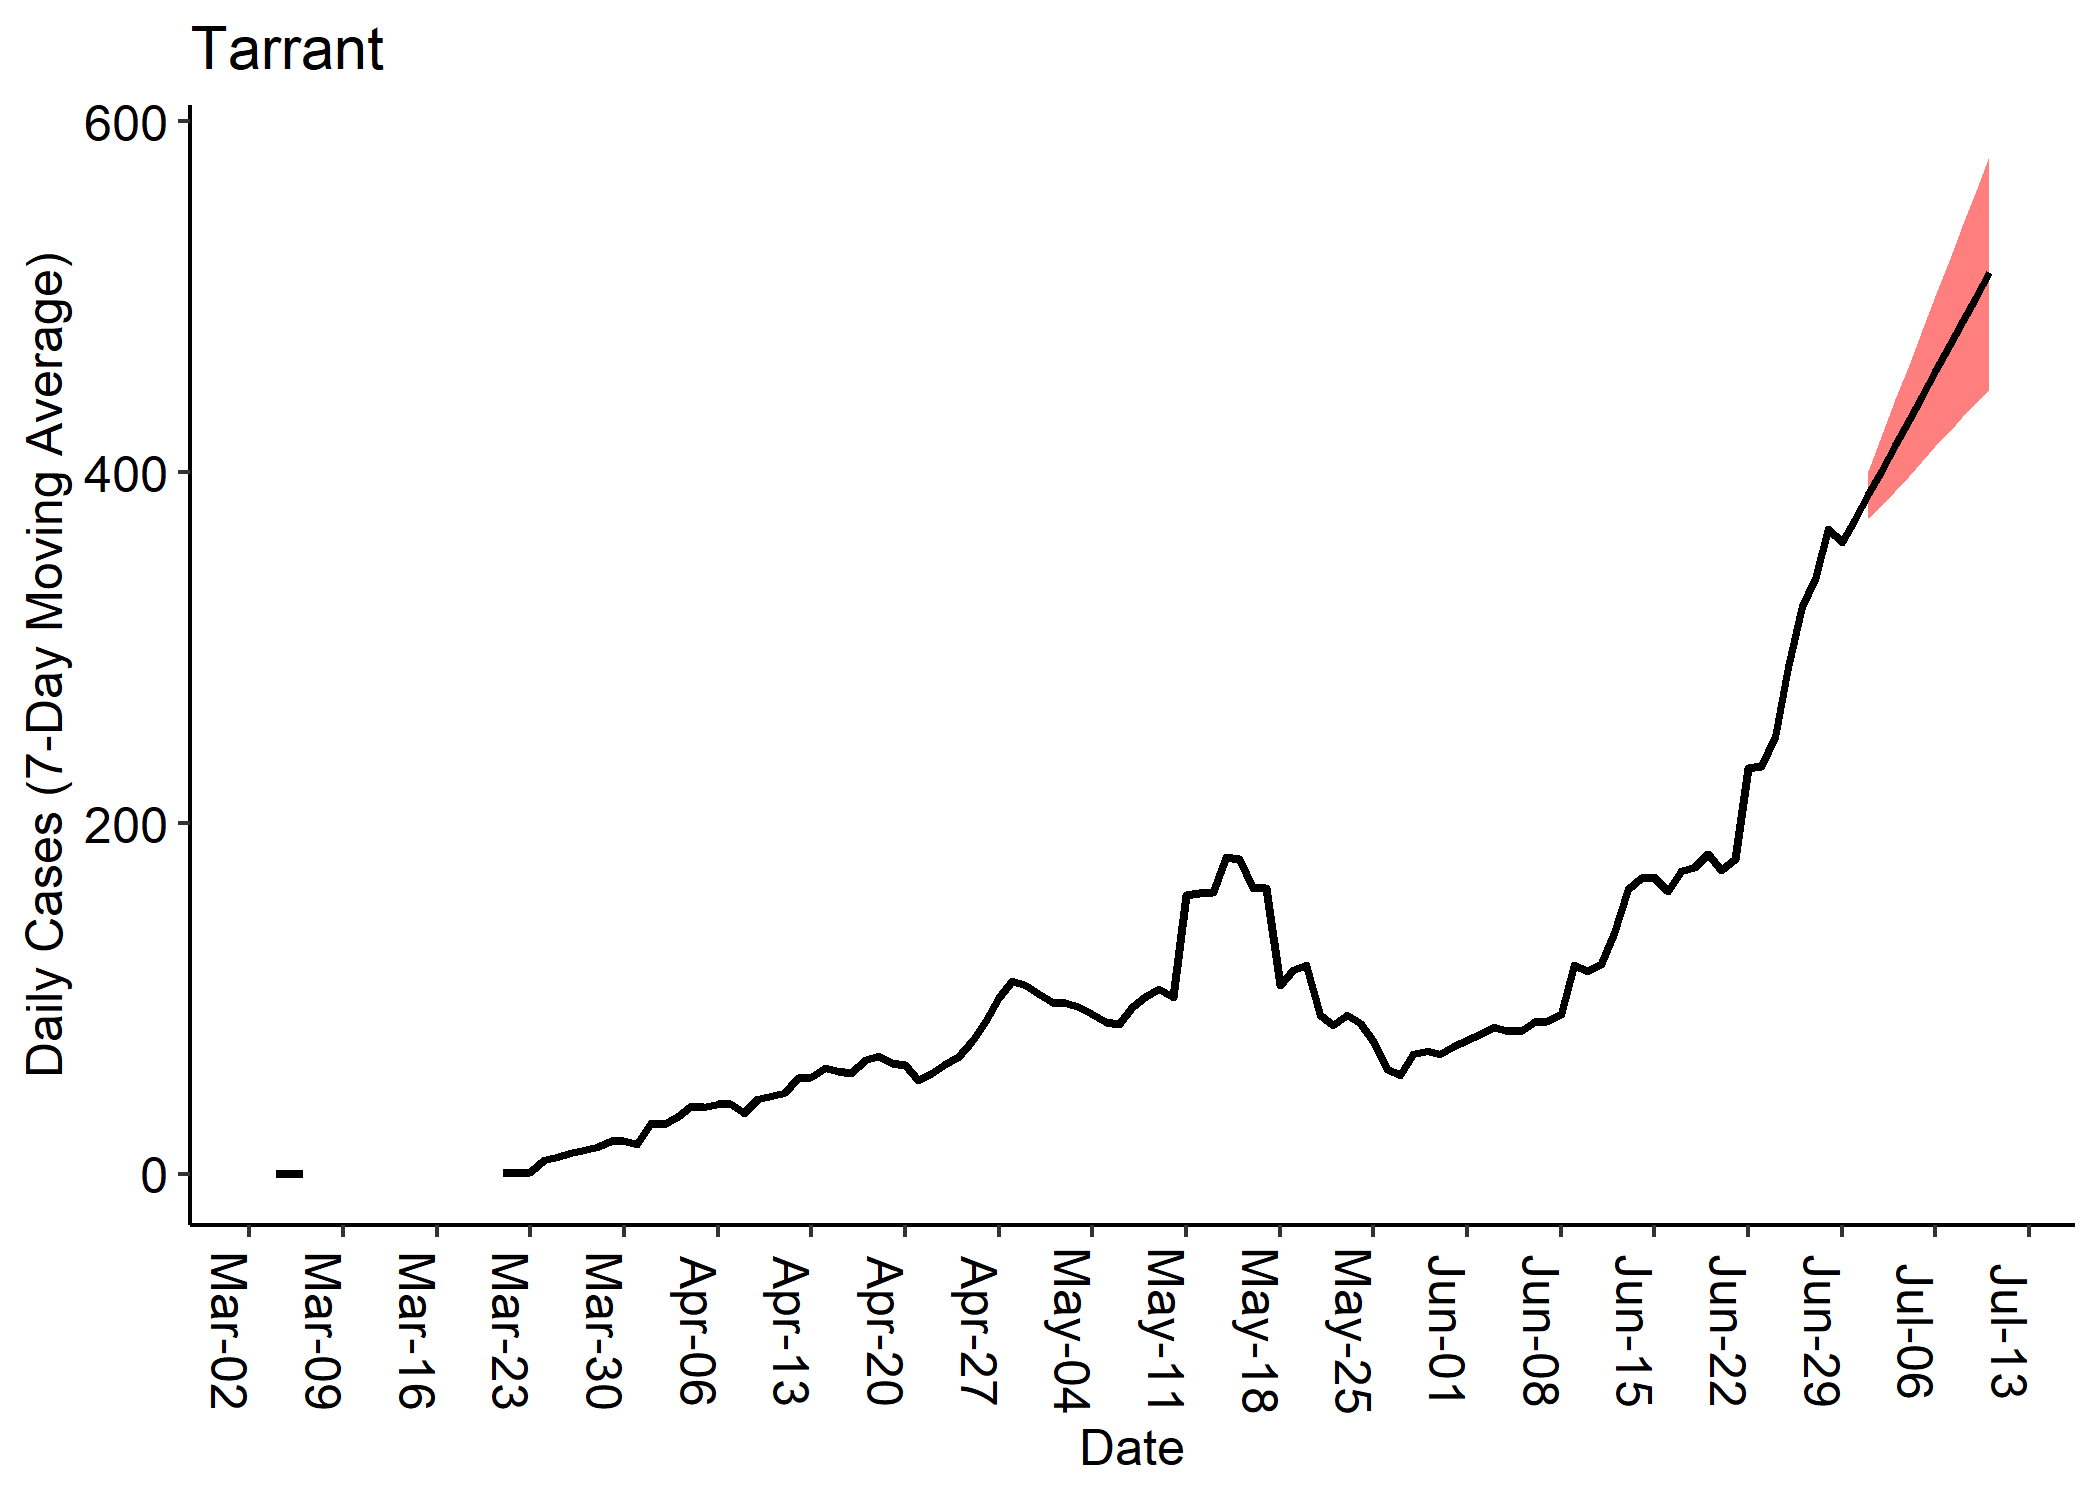 Tarrant
Daily Cases (7-Day Moving Average)
600
400
200
0
Mar-02
Mar-09
Mar-16
Mar-23
Mar-30
Apr-06
Apr-13
Apr-20
Apr-27
May-04
May-11
May-18
May-25
Jun-01
Jun-08
Jun-15
Jun-22
Jun-29
Jul-06
Jul-13
Date